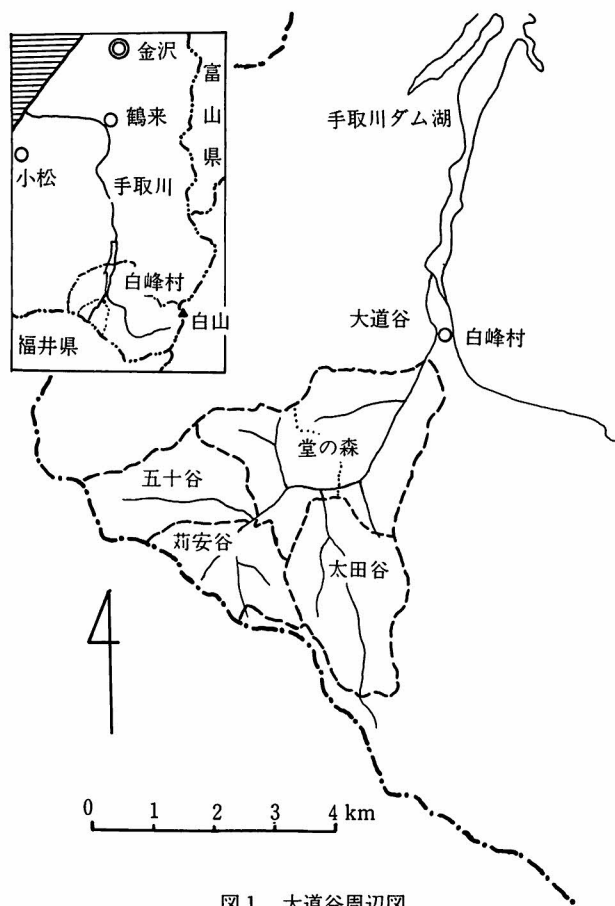 金沢
富山県
鶴来
小松
手取川
白峰村
白山
福井県
手取川ダム湖
大道谷
白峰村
堂の森
五十谷
苅安谷
太田谷
0 1 2 3 4 km
図1 大道谷周辺図